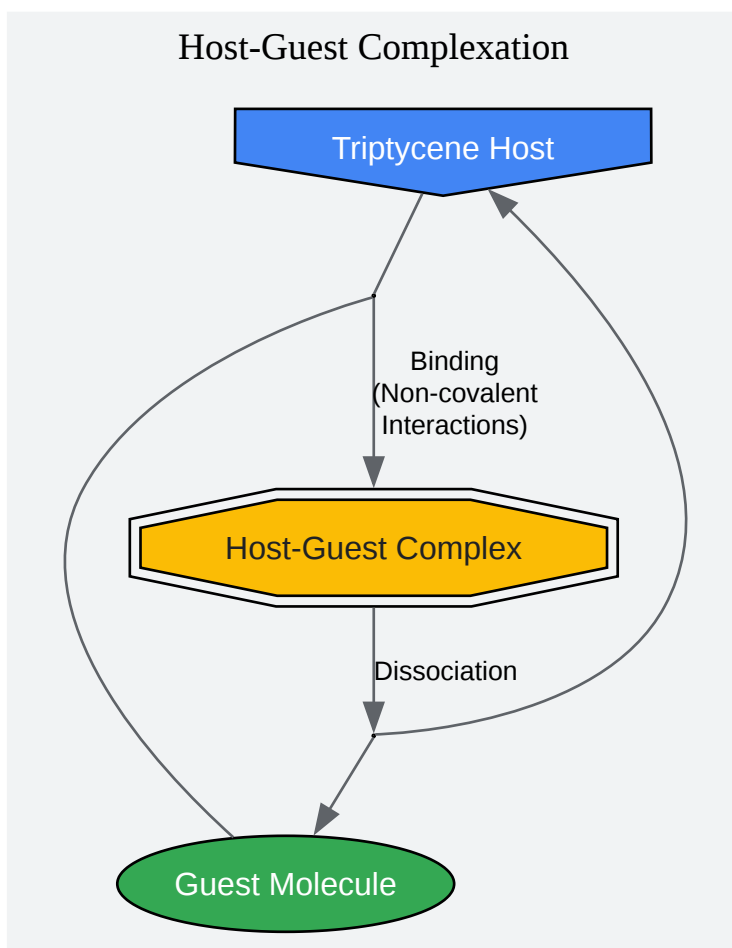 Host-Guest Complexation
Triptycene Host
Binding
(Non-covalent
Interactions)
Host-Guest Complex
Dissociation
Guest Molecule